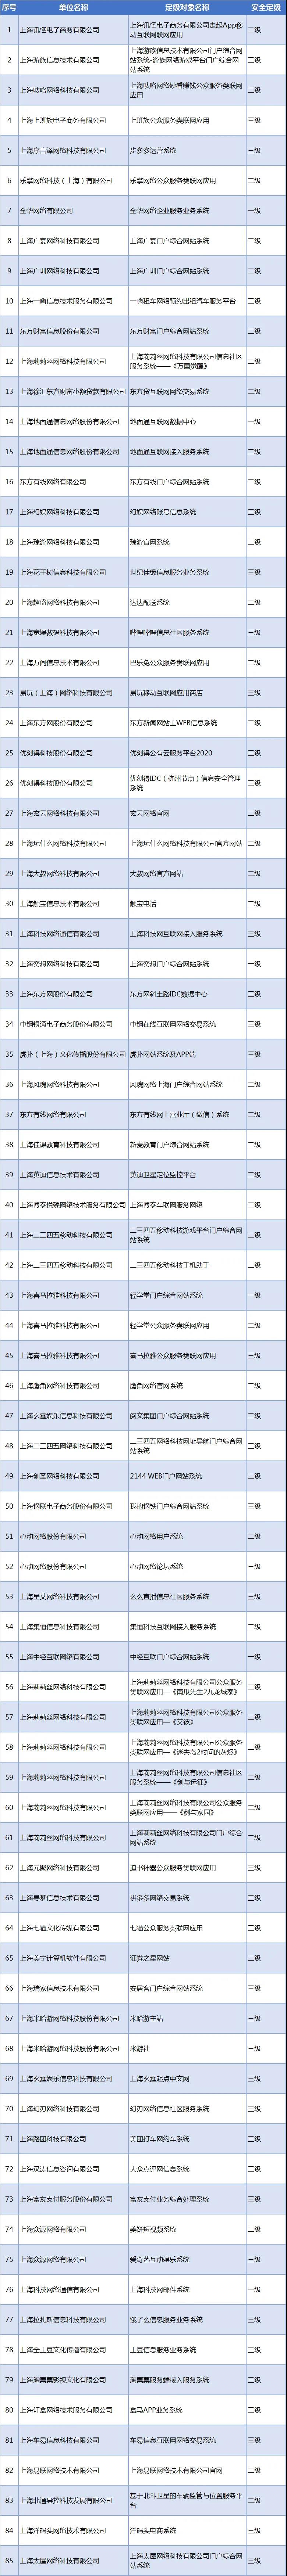 序号 单位名称 定级对象名称 安全定级
1 上海讯怪电子商务有限公司 上海讯怪电子商务有限公司走起App移
动互联网联网应用 二级
2 上海游族信息技术有限公司 上海游族信息技术有限公司门户综合网
站系统-游族网络游戏平台门户综合网
站系统 三级
3 上海呔咯网络科技有限公司 上海呔咯网络妙看赚钱公众服务类联网
应用 二级
4 上海上班族电子商务有限公司 上班族公众服务类联网应用 三级
5 上海序言泽网络科技有限公司 步多多运营系统 三级
6 乐擎网络科技（上海）有限公司 乐擎网络公众服务类联网应用 二级
7 全华网络有限公司 全华网络企业服务业务系统 一级
8 上海广寰网络科技有限公司 上海广寰门户综合网站系统 二级
9 上海广圳网络科技有限公司 上海广圳门户综合网站系统 二级
10 上海一嗨信息技术服务有限公司 一嗨租车网络预约出租汽车服务平台 三级
11 东方财富信息股份有限公司 东方财富门户综合网站系统 二级
12 上海莉莉丝网络科技有限公司 上海莉莉丝网络科技有限公司信息社区
服务系统——《万国觉醒》 二级
13 上海徐汇东方财富小额贷款有限公司 东方贷互联网网络交易系统 二级
14 上海地面通信息网络股份有限公司 地面通互联网数据中心 一级
15 上海地面通信息网络股份有限公司 地面通互联网接入服务系统 二级
16 东方有线网络有限公司 东方有线门户综合网站系统 二级
17 上海幻娱网络科技有限公司 幻娱网络账号信息系统 三级
18 上海臻游网络科技有限公司 臻游官网系统 二级
19 上海花千树信息科技有限公司 世纪佳缘信息服务业务系统 三级
20 上海趣盛网络科技有限公司 达达配送系统 二级
21 上海宽娱数码科技有限公司 哔哩哔哩信息社区服务系统 三级
22 上海万间信息技术有限公司 巴乐兔公众服务类联网应用 二级
23 易玩（上海）网络科技有限公司 易玩移动互联网应用商店 三级
24 上海东方网股份有限公司 东方新闻网站主WEB信息系统 二级
25 优刻得科技股份有限公司 优刻得公有云服务平台2020 三级
26 优刻得科技股份有限公司 优刻得IDC（杭州节点）信息安全管理
系统 三级
27 上海玄云网络科技有限公司 玄云网络官网 二级
28 上海玩什么网络科技有限公司 上海玩什么网络科技有限公司官方网站 二级
29 上海大叔网络科技有限公司 大叔网络官方网站 二级
30 上海触宝信息技术有限公司 触宝电话 二级
31 上海科技网络通信有限公司 上海科技网互联网接入服务系统 三级
32 上海奕想网络科技有限公司 上海奕想门户综合网站系统 一级
33 上海东方网股份有限公司 东方网斜土路IDC数据中心 三级
34 中钢银通电子商务股份有限公司 中钢在线互联网网络交易系统 三级
35 虎扑（上海）文化传播股份有限公司 虎扑网站系统及APP端 三级
36 上海风魂网络科技有限公司 风魂网络上海门户综合网站系统 二级
37 东方有线网络有限公司 东方有线网上营业厅（微信）系统 二级
38 上海佳课教育科技有限公司 新麦教育门户综合网站系统 二级
39 上海英迪信息技术有限公司 英迪卫星定位监控平台 三级
40 上海博泰悦臻网络技术服务有限公司 上海博泰车联网服务网络 二级
41 上海二三四五移动科技有限公司 二三四五移动科技游戏平台门户综合网
站系统 二级
42 上海二三四五移动科技有限公司 二三四五移动科技手机助手 二级
43 上海喜马拉雅科技有限公司 轻学堂门户综合网站系统 一级
44 上海喜马拉雅科技有限公司 轻学堂公众服务类联网应用 二级
45 上海喜马拉雅科技有限公司 喜马拉雅公众服务类联网应用 三级
46 上海鹰角网络科技有限公司 鹰角网络官网系统 二级
47 上海玄霆娱乐信息科技有限公司 阅文集团门户综合网站系统 二级
48 上海二三四五网络科技有限公司 二三四五网络科技网址导航门户综合网
站系统 三级
49 上海剑圣网络科技有限公司 2144 WEB门户网站系统 二级
50 上海钢联电子商务股份有限公司 我的钢铁门户综合网站系统 三级
51 心动网络股份有限公司 心动网络用户系统 二级
52 心动网络股份有限公司 心动网络论坛系统 三级
53 上海星艾网络科技有限公司 么么直播信息社区服务系统 三级
54 上海集恒信息科技有限公司 集恒科技互联网接入服务系统 二级
55 上海中经互联网络有限公司 中经互联门户综合网站系统 一级
56 上海莉莉丝网络科技有限公司 上海莉莉丝网络科技有限公司公众服务
类联网应用—《南瓜先生2九龙城寨》 二级
57 上海莉莉丝网络科技有限公司 上海莉莉丝网络科技有限公司公众服务
类联网应用—《艾彼》 二级
58 上海莉莉丝网络科技有限公司 上海莉莉丝网络科技有限公司公众服务
类联网应用—《迷失岛2时间的灰烬》 二级
59 上海莉莉丝网络科技有限公司 上海莉莉丝网络科技有限公司信息社区
服务系统——《剑与远征》 二级
60 上海莉莉丝网络科技有限公司 上海莉莉丝网络科技有限公司公众服务
类联网应用——《剑与家园》 二级
61 上海莉莉丝网络科技有限公司 上海莉莉丝网络科技有限公司门户综合
网站系统 二级
62 上海元聚网络科技有限公司 追书神器公众服务类联网应用 三级
63 上海寻梦信息技术有限公司 拼多多网络交易系统 三级
64 上海七猫文化传媒有限公司 七猫公众服务类联网应用 三级
65 上海美宁计算机软件有限公司 证券之星网站 二级
66 上海瑞家信息技术有限公司 安居客门户综合网站系统 三级
67 上海米哈游网络科技股份有限公司 米哈游主站 三级
68 上海米哈游网络科技股份有限公司 米游社 三级
69 上海玄霆娱乐信息科技有限公司 上海玄霆起点中文网 三级
70 上海幻刃网络科技有限公司 幻刃网络信息社区服务系统 三级
71 上海路团科技有限公司 美团打车网约车系统 三级
72 上海汉涛信息咨询有限公司 大众点评网信息系统 三级
73 上海富友支付服务股份有限公司 富友支付业务综合处理系统 三级
74 上海众源网络有限公司 姜饼短视频系统 二级
75 上海众源网络有限公司 爱奇艺互动娱乐系统 三级
76 上海科技网络通信有限公司 上海科技网邮件系统 一级
77 上海拉扎斯信息科技有限公司 饿了么信息服务业务系统 三级
78 上海全土豆文化传播有限公司 土豆信息服务业务系统 三级
79 上海淘票票影视文化有限公司 淘票票服务端接入服务系统 三级
80 上海轩盒网络技术服务有限公司 盒马APP业务系统 三级
81 上海车易信息科技有限公司 车易信息互联网网络交易系统 三级
82 上海易联网络技术有限公司 上海易联网络技术有限公司官网 二级
83 上海北通导控科技发展有限公司 基于北斗卫星的车辆监管与位置服务平
台 二级
84 上海洋码头网络技术有限公司 洋码头电商系统 三级
85 上海太屋网络科技有限公司 上海太屋网络科技有限公司门户综合网
站系统 三级